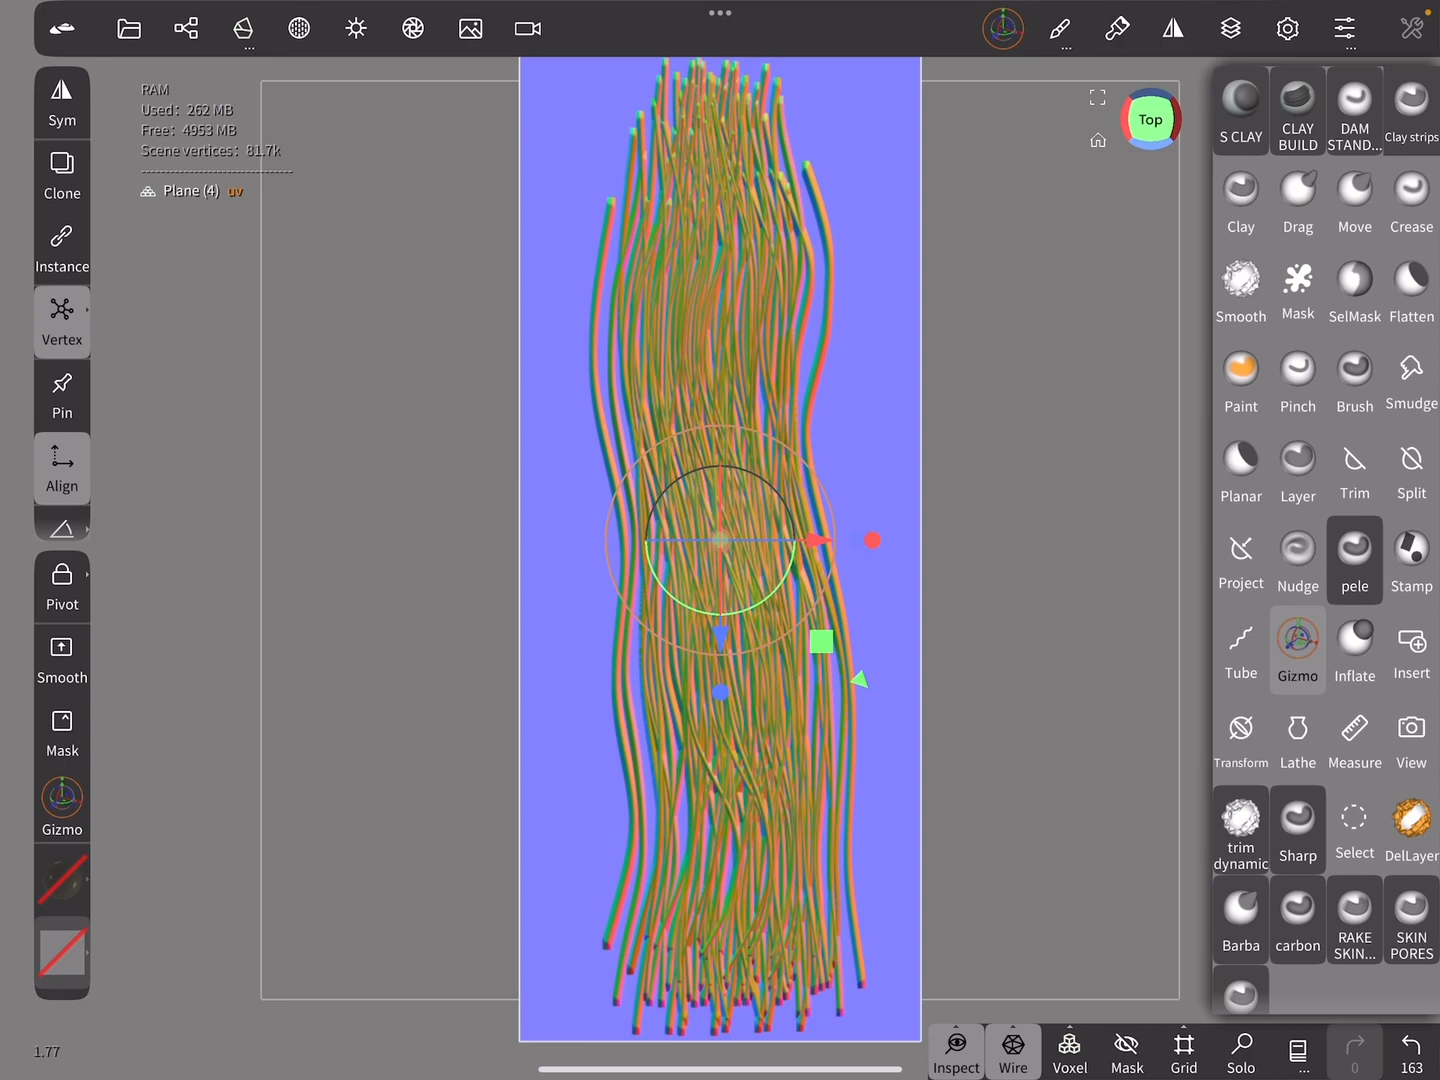 RAM
Used: 262 MB
Free: 4953 MB
Scene vertices: 81.7k
Plane (4) uv
Top
Sym
Clone
Instance
Vertex
Pin
Align
Pivot
Smooth
Mask
Gizmo
S CLAY
CLAY BUILD
DAM STAND...
Clay strips
Clay
Drag
Move
Crease
Smooth
Mask
SelMask
Flatten
Paint
Pinch
Brush
Smudge
Planar
Layer
Trim
Split
Project
Nudge
pele
Stamp
Tube
Gizmo
Inflate
Insert
Transform
Lathe
Measure
View
trim dynamic
Sharp
Select
DelLayer
Barba
carbon
RAKE SKIN...
SKIN PORES
1.77
Inspect
Wire
Voxel
Mask
Grid
Solo
...
0
163